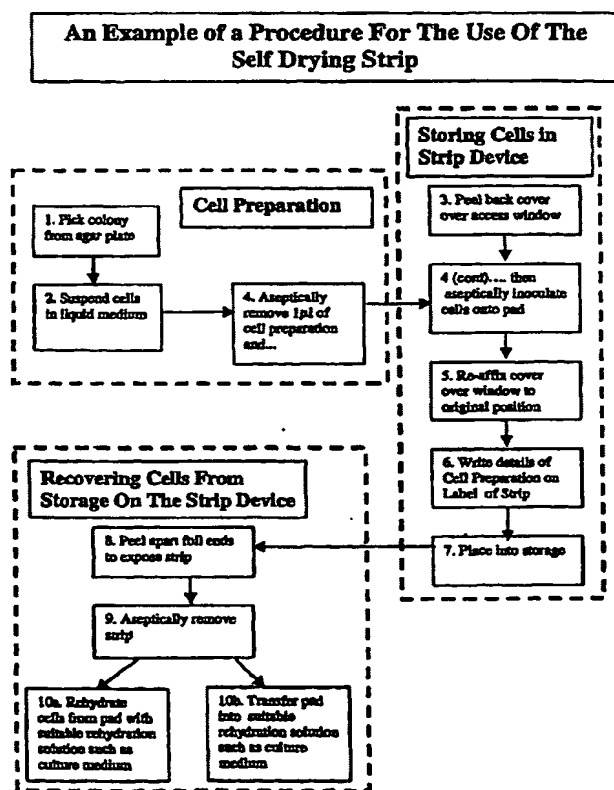 An Example of a Procedure For The Use Of The
Self Drying Strip
Storing Cells in
Strip Device
Cell Preparation
1. Pick colony
from agar plate
2. Suspend cells
in liquid medium
4. Aseptically
remove 1µl of
cell preparation
and...
3. Peel back cover
over access window
4 (cont).... then
aseptically inoculate
cells onto pad
5. Re-affix cover
over window to
original position
6. Write details of
Cell Preparation on
Label of Strip
7. Place into storage
Recovering Cells From
Storage On The Strip Device
8. Peel apart foil ends
to expose strip
9. Aseptically remove
strip
10a. Rehydrate
cells from pad with
suitable rehydration
solution such as
culture medium
10b. Transfer pad
into suitable
rehydration solution
such as culture
medium